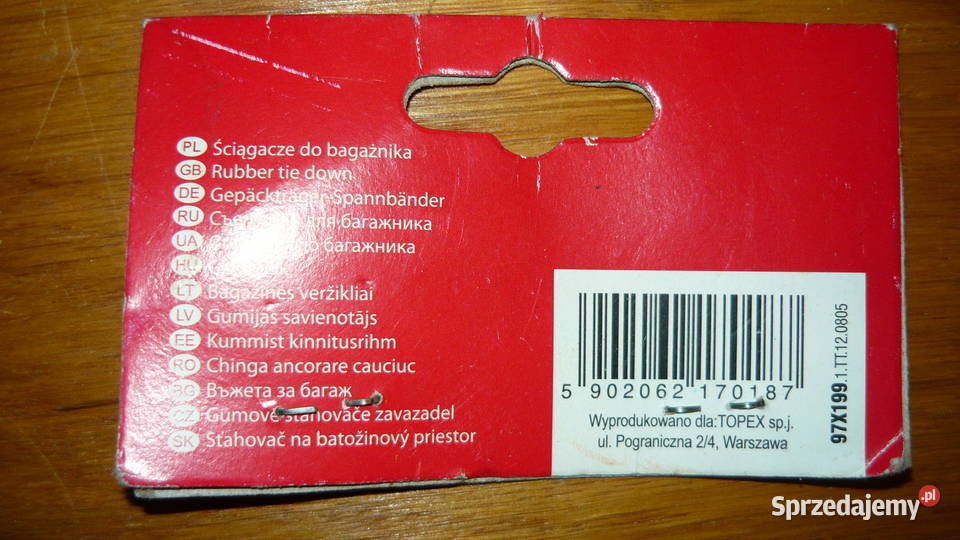 PL Ściągacze do bagażnika
GB Rubber tie down
DE Gepäckträger-Spannbänder
RU для багажника
UA до багажника
HU
LT Bagažinės veržikliai
LV Gumijas savienotājs
EE Kummist kinnitusrihm
RO Chinga ancorare cauciuc
BG Въжета за багаж
CZ Gumové stahovače zavazadel
SK Sťahovač na batožinový priestor
5 902062 170187
Wyprodukowano dla:TOPEX sp.j.
ul. Pograniczna 2/4, Warszawa
97X199 1.TT.12.0805
Sprzedajemy.pl